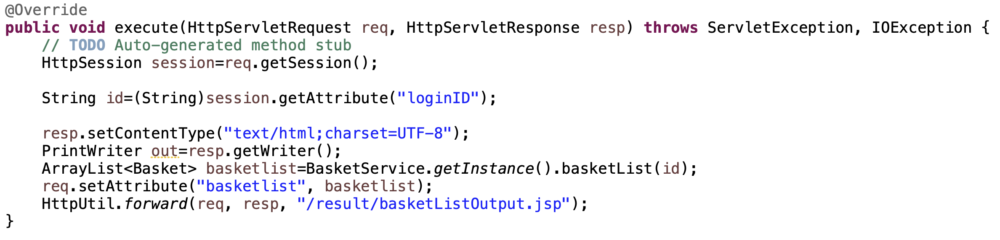 @Override
public void execute(HttpServletRequest req, HttpServletResponse resp) throws ServletException, IOException {
    // TODO Auto-generated method stub
    HttpSession session=req.getSession();

    String id=(String)session.getAttribute("loginID");

    resp.setContentType("text/html;charset=UTF-8");
    PrintWriter out=resp.getWriter();
    ArrayList<Basket> basketlist=BasketService.getInstance().basketList(id);
    req.setAttribute("basketlist", basketlist);
    HttpUtil.forward(req, resp, "/result/basketListOutput.jsp");
}